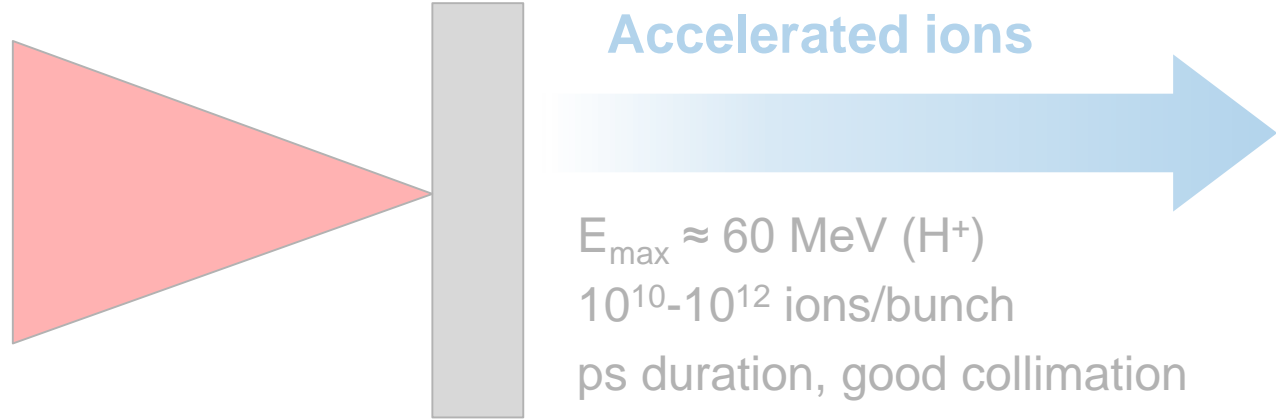 Accelerated ions
Eₘₐₓ ≈ 60 MeV (H⁺)
10¹⁰-10¹² ions/bunch
ps duration, good collimation